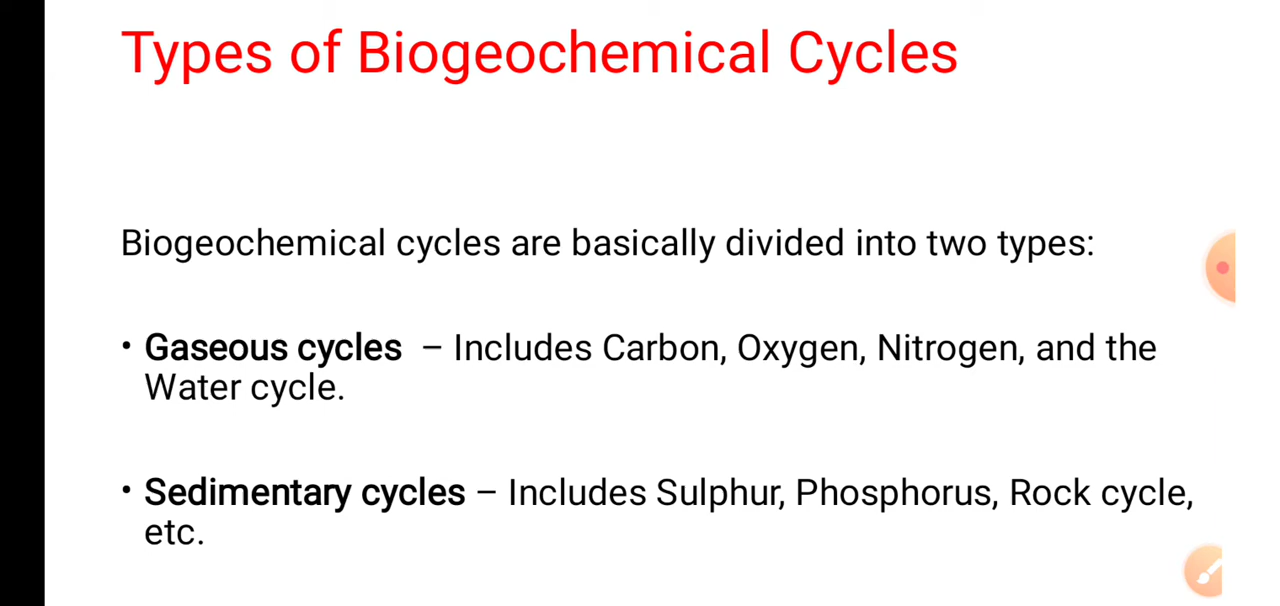 Types of Biogeochemical Cycles
Biogeochemical cycles are basically divided into two types:
• Gaseous cycles – Includes Carbon, Oxygen, Nitrogen, and the
Water cycle.
• Sedimentary cycles – Includes Sulphur, Phosphorus, Rock cycle,
etc.